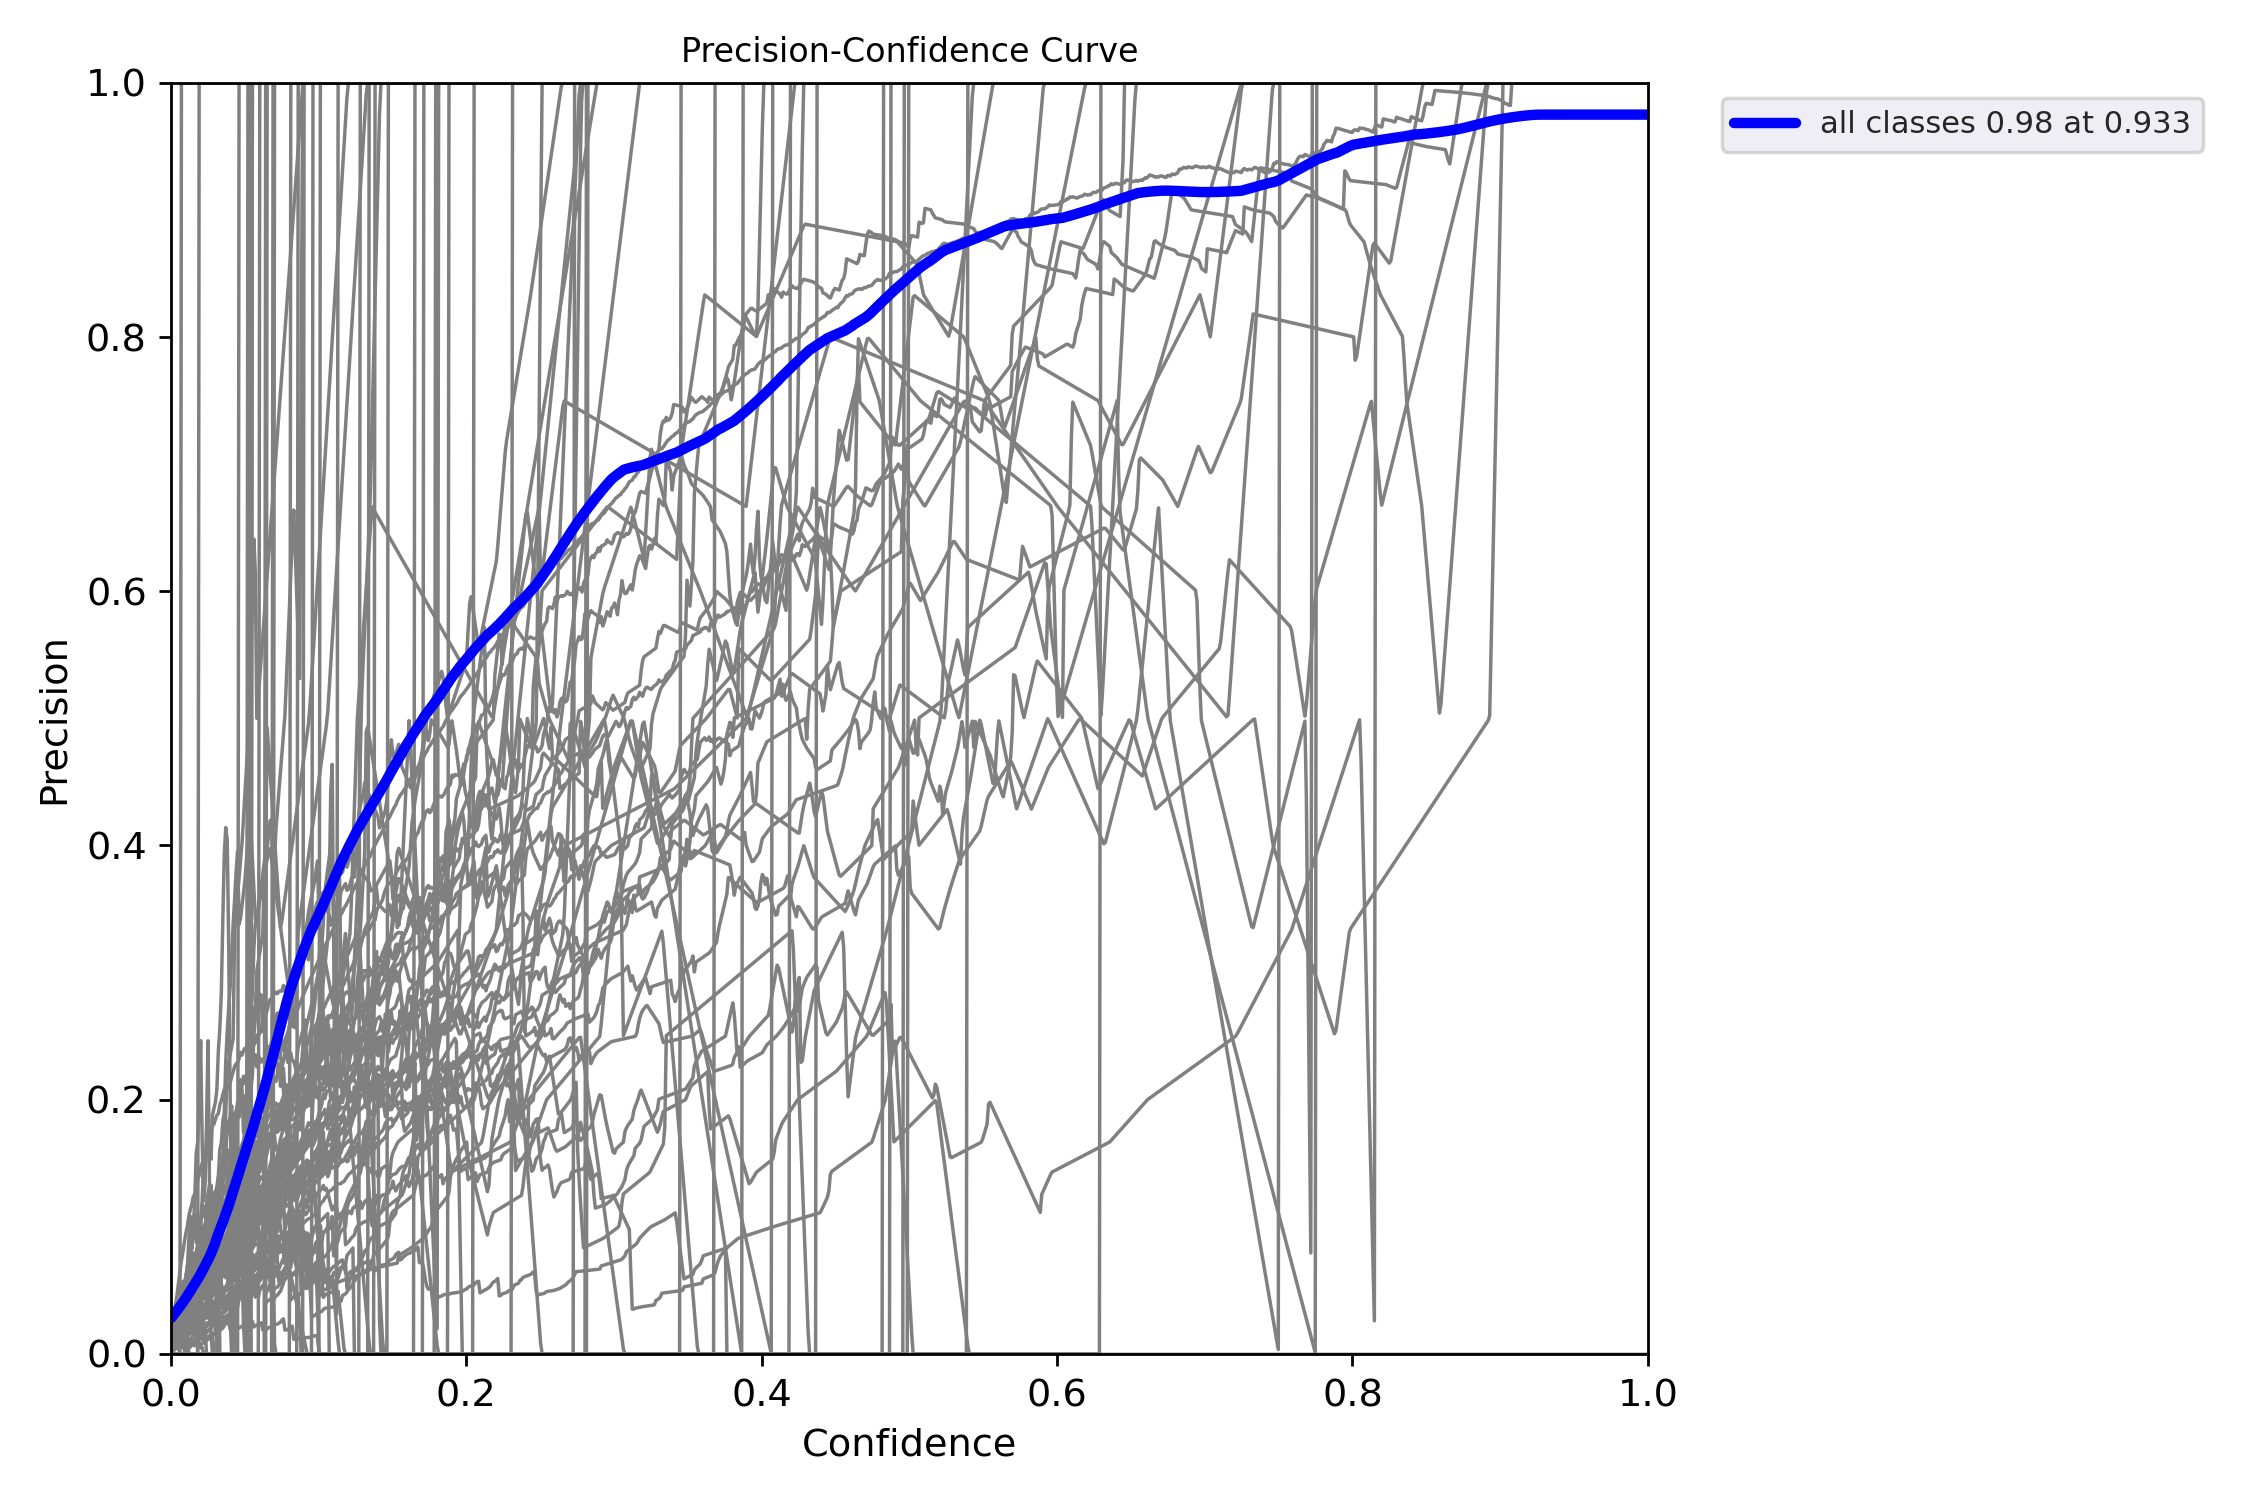 Precision-Confidence Curve
1.0
0.8
0.6
0.4
0.2
0.0
Precision
0.0 0.2 0.4 0.6 0.8 1.0
Confidence
all classes 0.98 at 0.933